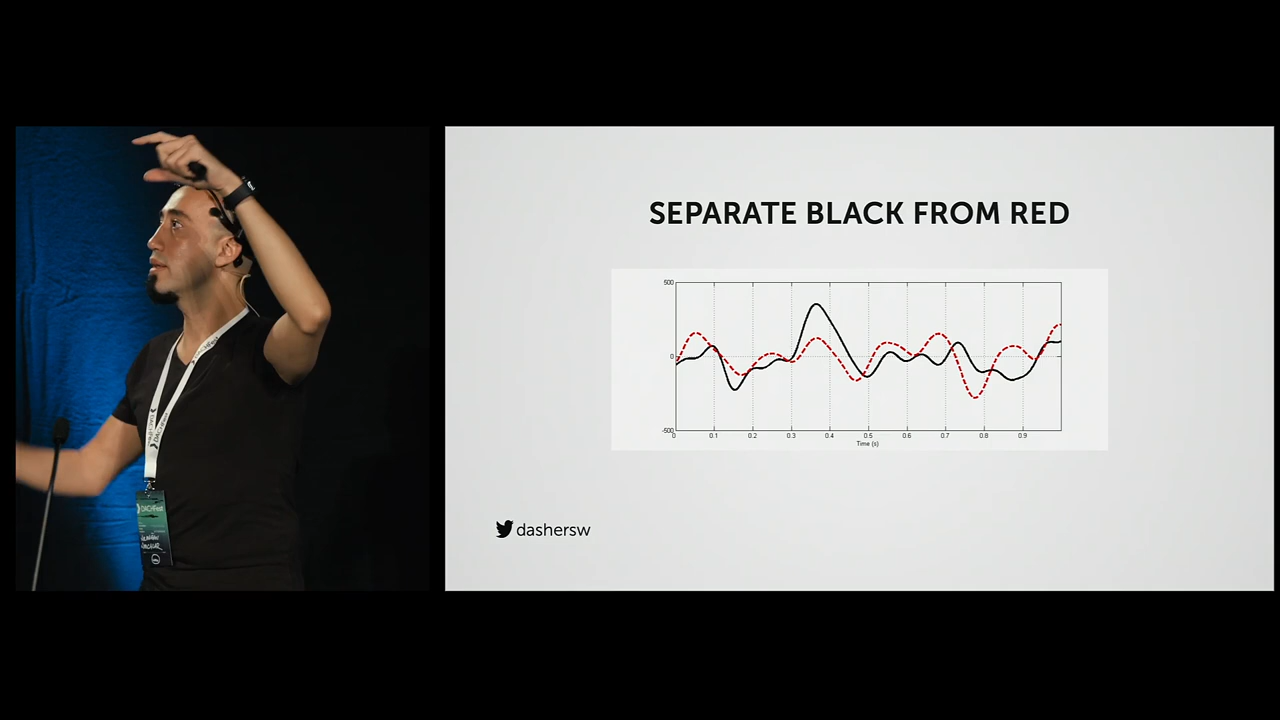 DACHFest
SEPARATE BLACK FROM RED
500
0
-500
0 0.1 0.2 0.3 0.4 0.5 0.6 0.7 0.8 0.9
Time (s)
dashersw